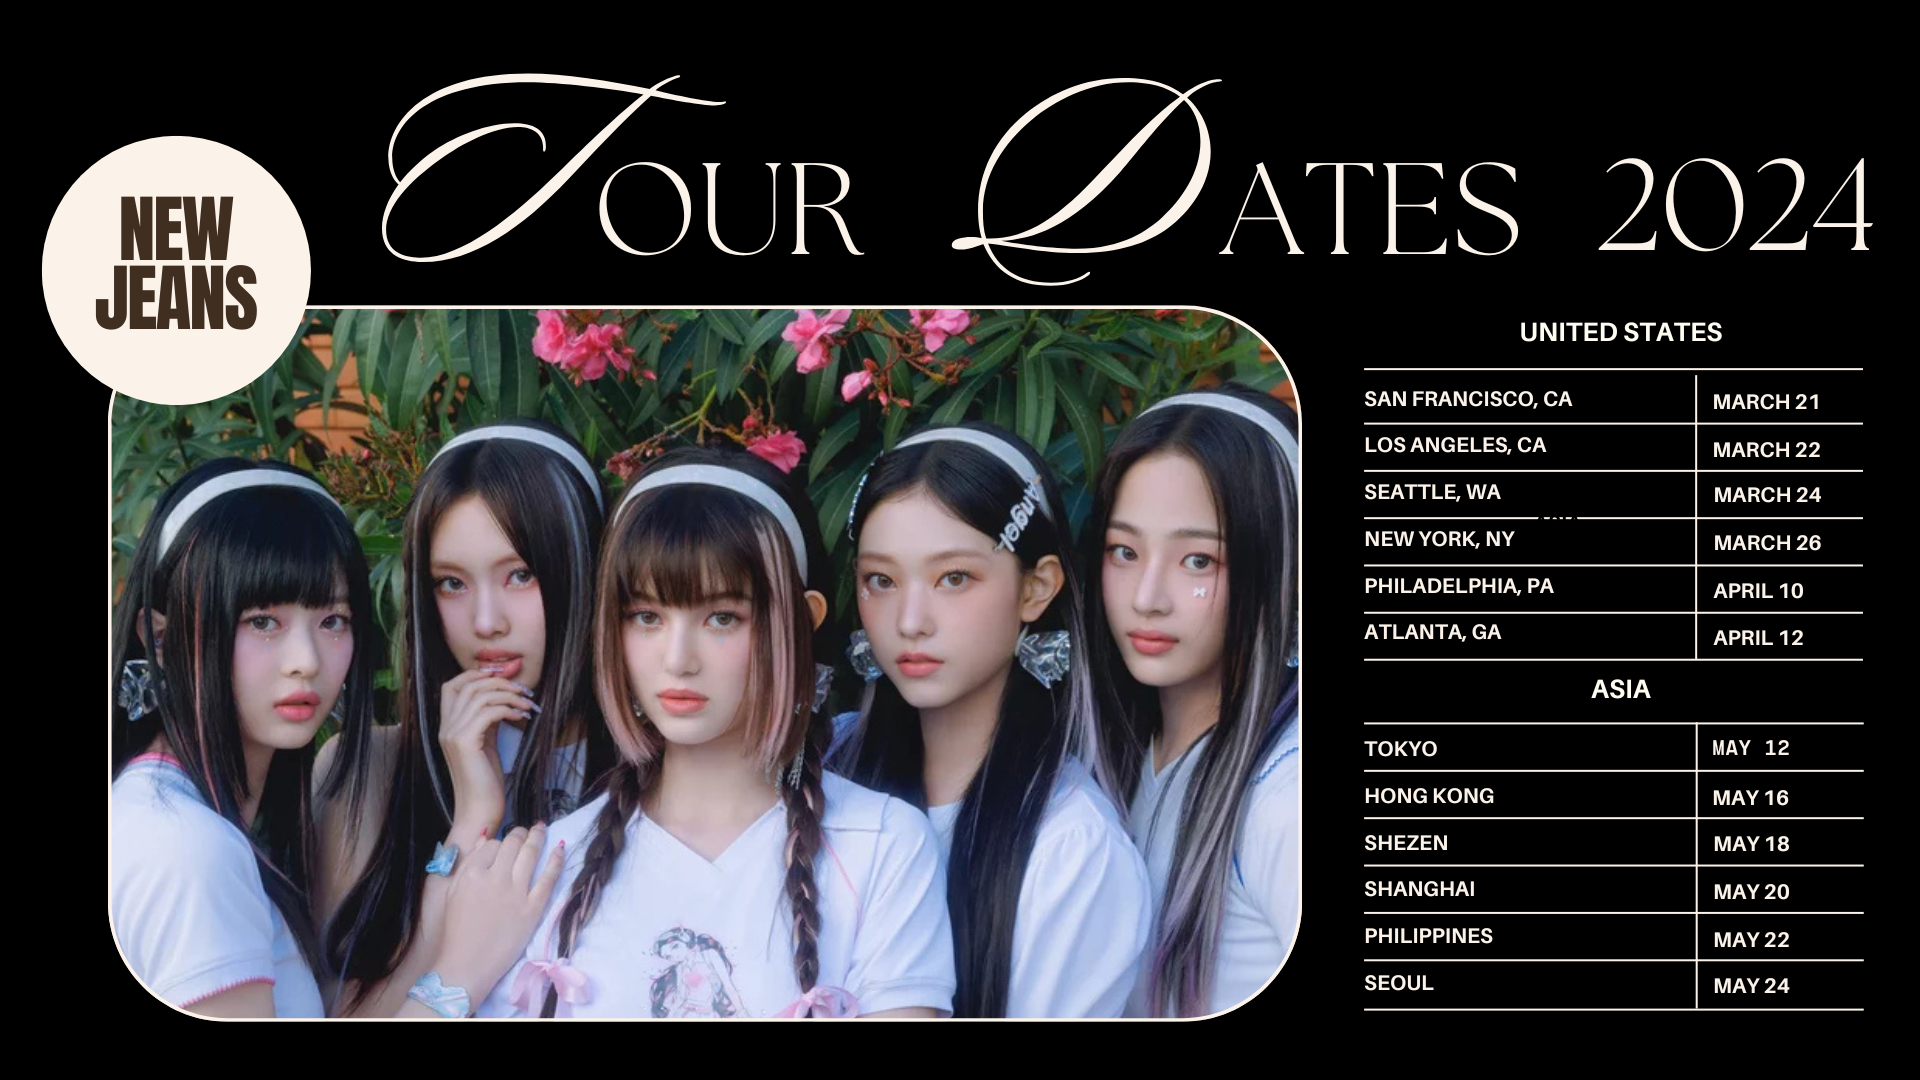 TOUR DATES 2024
NEW
JEANS
Angel
UNITED STATES
SAN FRANCISCO, CA MARCH 21
LOS ANGELES, CA MARCH 22
SEATTLE, WA MARCH 24
NEW YORK, NY MARCH 26
PHILADELPHIA, PA APRIL 10
ATLANTA, GA APRIL 12
ASIA
TOKYO MAY 12
HONG KONG MAY 16
SHEZEN MAY 18
SHANGHAI MAY 20
PHILIPPINES MAY 22
SEOUL MAY 24